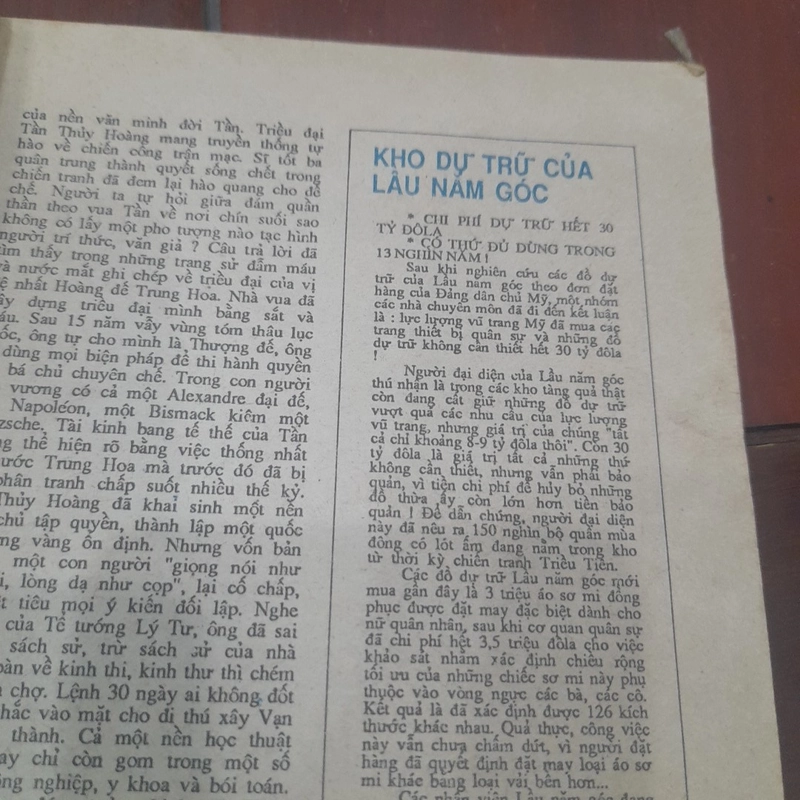 của nền văn minh đời Tần. Triều đại
Tần Thủy Hoàng mang truyền thống tự
hào về chiến công trận mạc. Sĩ tốt ba
quân trung thành quyết sống chết trong
chiến tranh đã đem lại hào quang cho đế
chế. Người ta tự hỏi giữa đám quần
thần theo vua Tần về nơi chín suối sao
không có lấy một pho tượng nào tạc hình
người trí thức, văn giả ? Câu trả lời đã
tìm thấy trong những trang sử đẫm máu
và nước mắt ghi chép về triều đại của vị
đệ nhất Hoàng đế Trung Hoa. Nhà vua đã
dựng triều đại mình bằng sắt và
Sau 15 năm vẫy vùng tóm thâu lục
ông tự cho mình là Thượng đế, ông
dùng mọi biện pháp để thi hành quyền
bá chủ chuyên chế. Trong con người
vương có cả một Alexandre đại đế,
Napoléon, một Bismack kiêm một
Tài kinh bang tế thế của Tần
thể hiện rõ bằng việc thống nhất
nước Trung Hoa mà trước đó đã bị
phân tranh chấp suốt nhiều thế kỷ.
Thủy Hoàng đã khai sinh một nền
chủ tập quyền, thành lập một quốc
vàng ổn định. Nhưng vốn bản
một con người "giọng nói như
lòng dạ như cọp", lại cố chấp,
tiêu mọi ý kiến đối lập. Nghe
của Tể tướng Lý Tư, ông đã sai
sách sử, trừ sách sử của nhà
bàn về kinh thi, kinh thư thì chém
chợ. Lệnh 30 ngày ai không đốt
khắc vào mặt cho đi thú xây Vạn
thành. Cả một nền học thuật
chỉ còn gom trong một số
nghiệp, y khoa và bói toán.
KHO DỰ TRỮ CỦA
LẦU NĂM GÓC
* CHI PHÍ DỰ TRỮ HẾT 30
TỶ ĐÔLA
* CÓ THỨ ĐỦ DÙNG TRONG
13 NGHÌN NĂM !
Sau khi nghiên cứu các đồ dự
trữ của Lầu năm góc theo đơn đặt
hàng của Đảng dân chủ Mỹ, một nhóm
các nhà chuyên môn đã đi đến kết luận
là : lực lượng vũ trang Mỹ đã mua các
trang thiết bị quân sự và những đồ
dự trữ không cần thiết hết 30 tỷ đôla
!
Người đại diện của Lầu năm góc
thú nhận là trong các kho tàng quả thật
còn đang cất giữ những đồ dự trữ
vượt quá các nhu cầu của lực lượng
vũ trang, nhưng giá trị của chúng "tất
cả chỉ khoảng 8-9 tỷ đôla thôi". Còn 30
tỷ đôla là giá trị tất cả những thứ
không cần thiết, nhưng vẫn phải bảo
quản, vì tiền chi phí để hủy bỏ những
đồ thừa ấy còn lớn hơn tiền bảo
quản ! Để dẫn chứng, người đại diện
này đã nêu ra 150 nghìn bộ quần mùa
đông có lót ấm đang nằm trong kho
từ thời kỳ chiến tranh Triều Tiên.
Các đồ dự trữ Lầu năm góc mới
mua gần đây là 3 triệu áo sơ mi đồng
phục được đặt may đặc biệt dành cho
nữ quân nhân, sau khi cơ quan quân sự
đã chi phí hết 3,5 triệu đôla cho việc
khảo sát nhằm xác định chiều rộng
tối ưu của những chiếc sơ mi này phụ
thuộc vào vòng ngực các bà, các cô.
Kết quả là đã xác định được 126 kích
thước khác nhau. Quả thực, công việc
này vẫn chưa chấm dứt, vì người đặt
hàng đã quyết định đặt may loại áo sơ
mi khác bằng loại vải bền hơn...
Các nhân viên Lầu năm góc đang